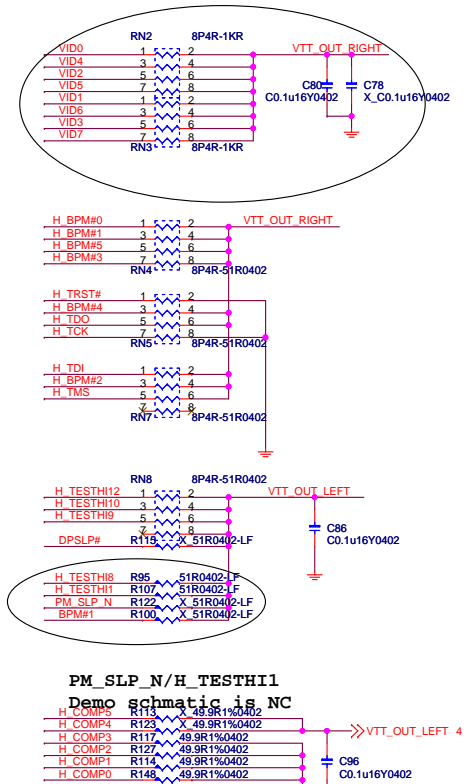 RN2 8P4R-1KR
VID0 1 2 VTT_OUT_RIGHT
VID4 3 4
VID2 5 6
VID5 7 8
C80 C78
VID1 1 2
C0.1u16Y0402 X_C0.1u16Y0402
VID6 3 4
VID3 5 6
VID7 7 8
RN3 8P4R-1KR
H_BPM#0 1 2 VTT_OUT_RIGHT
H_BPM#1 3 4
H_BPM#5 5 6
H_BPM#3 7 8
RN4 8P4R-51R0402
H_TRST# 1 2
H_BPM#4 3 4
H_TDO 5 6
H_TCK 7 8
RN5 8P4R-51R0402
H_TDI 1 2
H_BPM#2 3 4
H_TMS 5 6
7 8
RN7 8P4R-51R0402
RN8 8P4R-51R0402
H_TESTHI12 1 2 VTT_OUT_LEFT
H_TESTHI10 3 4
H_TESTHI9 5 6
7 8
C86
C0.1u16Y0402
DPSLP# R115 X_51R0402-LF
H_TESTHI8 R95 51R0402-LF
H_TESTHI1 R107 51R0402-LF
PM_SLP_N R122 X_51R0402-LF
BPM#1 R100 X_51R0402-LF
PM_SLP_N/H_TESTHI1
Demo schmatic is NC
H_COMP5 R113 X_49.9R1%0402
H_COMP4 R123 X_49.9R1%0402
VTT_OUT_LEFT 4
H_COMP3 R117 49.9R1%0402
H_COMP2 R127 49.9R1%0402
H_COMP1 R114 49.9R1%0402
C96
H_COMP0 R148 49.9R1%0402
C0.1u16Y0402